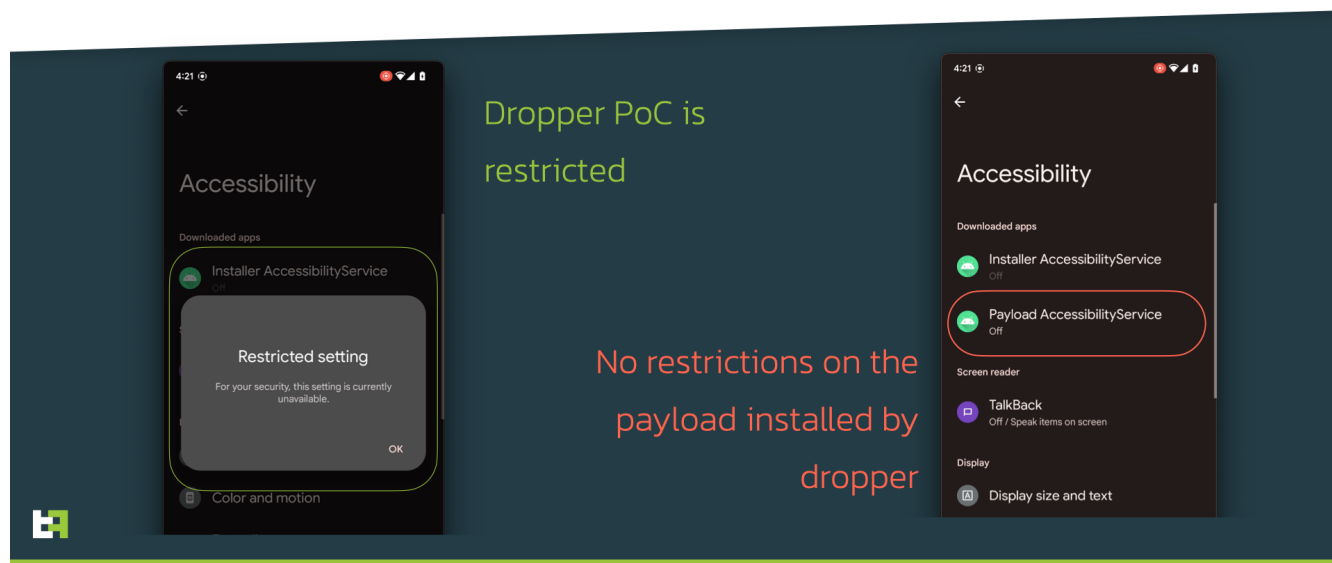 4:21
Accessibility
Downloaded apps
Installer AccessibilityService
Off
Restricted setting
For your security, this setting is currently
unavailable.
OK
Color and motion
Dropper PoC is
restricted
No restrictions on the
payload installed by
dropper
4:21
Accessibility
Downloaded apps
Installer AccessibilityService
Off
Payload AccessibilityService
Off
Screen reader
TalkBack
Off / Speak items on screen
Display
Display size and text